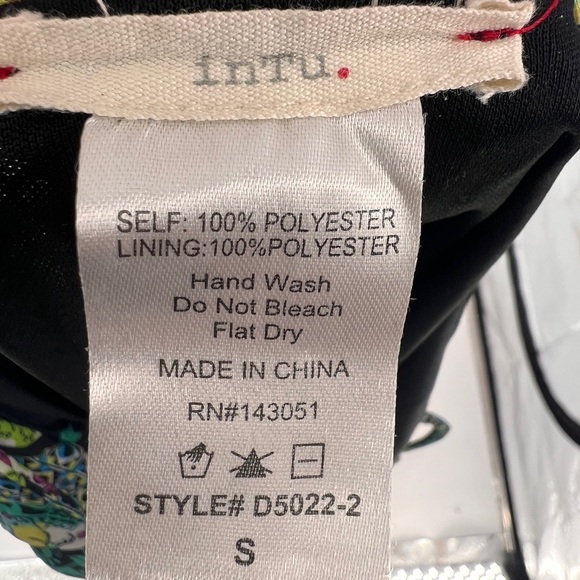 inTu.
SELF: 100% POLYESTER
LINING:100%POLYESTER
Hand Wash
Do Not Bleach
Flat Dry
MADE IN CHINA
RN#143051
STYLE# D5022-2
S